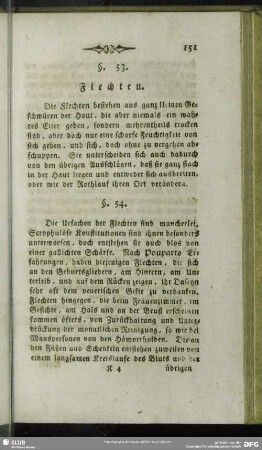 151
§. 53.
Flechten.
Die Flechten bestehen aus ganz kleinen Ge-
schwüren der Haut, die aber niemals ein wah-
res Eiter geben, sondern mehrentheils trocken
sind, aber doch nur eine scharfe Feuchtigkeit von
sich geben, und sich, doch ohne zu vergehen ab-
schuppen. Sie unterscheiden sich auch dadurch
von den übrigen Ausschlägen, daß sie ganz flach
in der Haut liegen und entweder sich ausbreiten,
oder wie der Rothlauf ihren Ort verändern.
§. 54.
Die Ursachen der Flechten sind mancherlei,
Scrophulöse Konstitutionen sind ihnen besonders
unterworfen, doch entstehen sie auch blos von
einer gallichten Schärfe. Nach Pouparts Er-
fahrungen, haben diejenigen Flechten, die sich
an den Geburtsgliedern, am Hintern, am Un-
terleib, und auf dem Rücken zeigen, ihr Daseyn
sehr oft dem venerischen Gifte zu verdanken.
Flechten hingegen, die beim Frauenzimmer, im
Gesichte, am Hals und an der Brust erscheinen
kommen öfters, von Zurückhaltung und Unter-
drückung der monatlichen Reinigung, so wie bei
Mannspersonen von den Hämorrhoiden. Die an
den Füßen und Schenkeln entstehen zuweilen von
einem langsamen Kreislaufe des Bluts und der
K 4 übrigen
SLUB
DFG